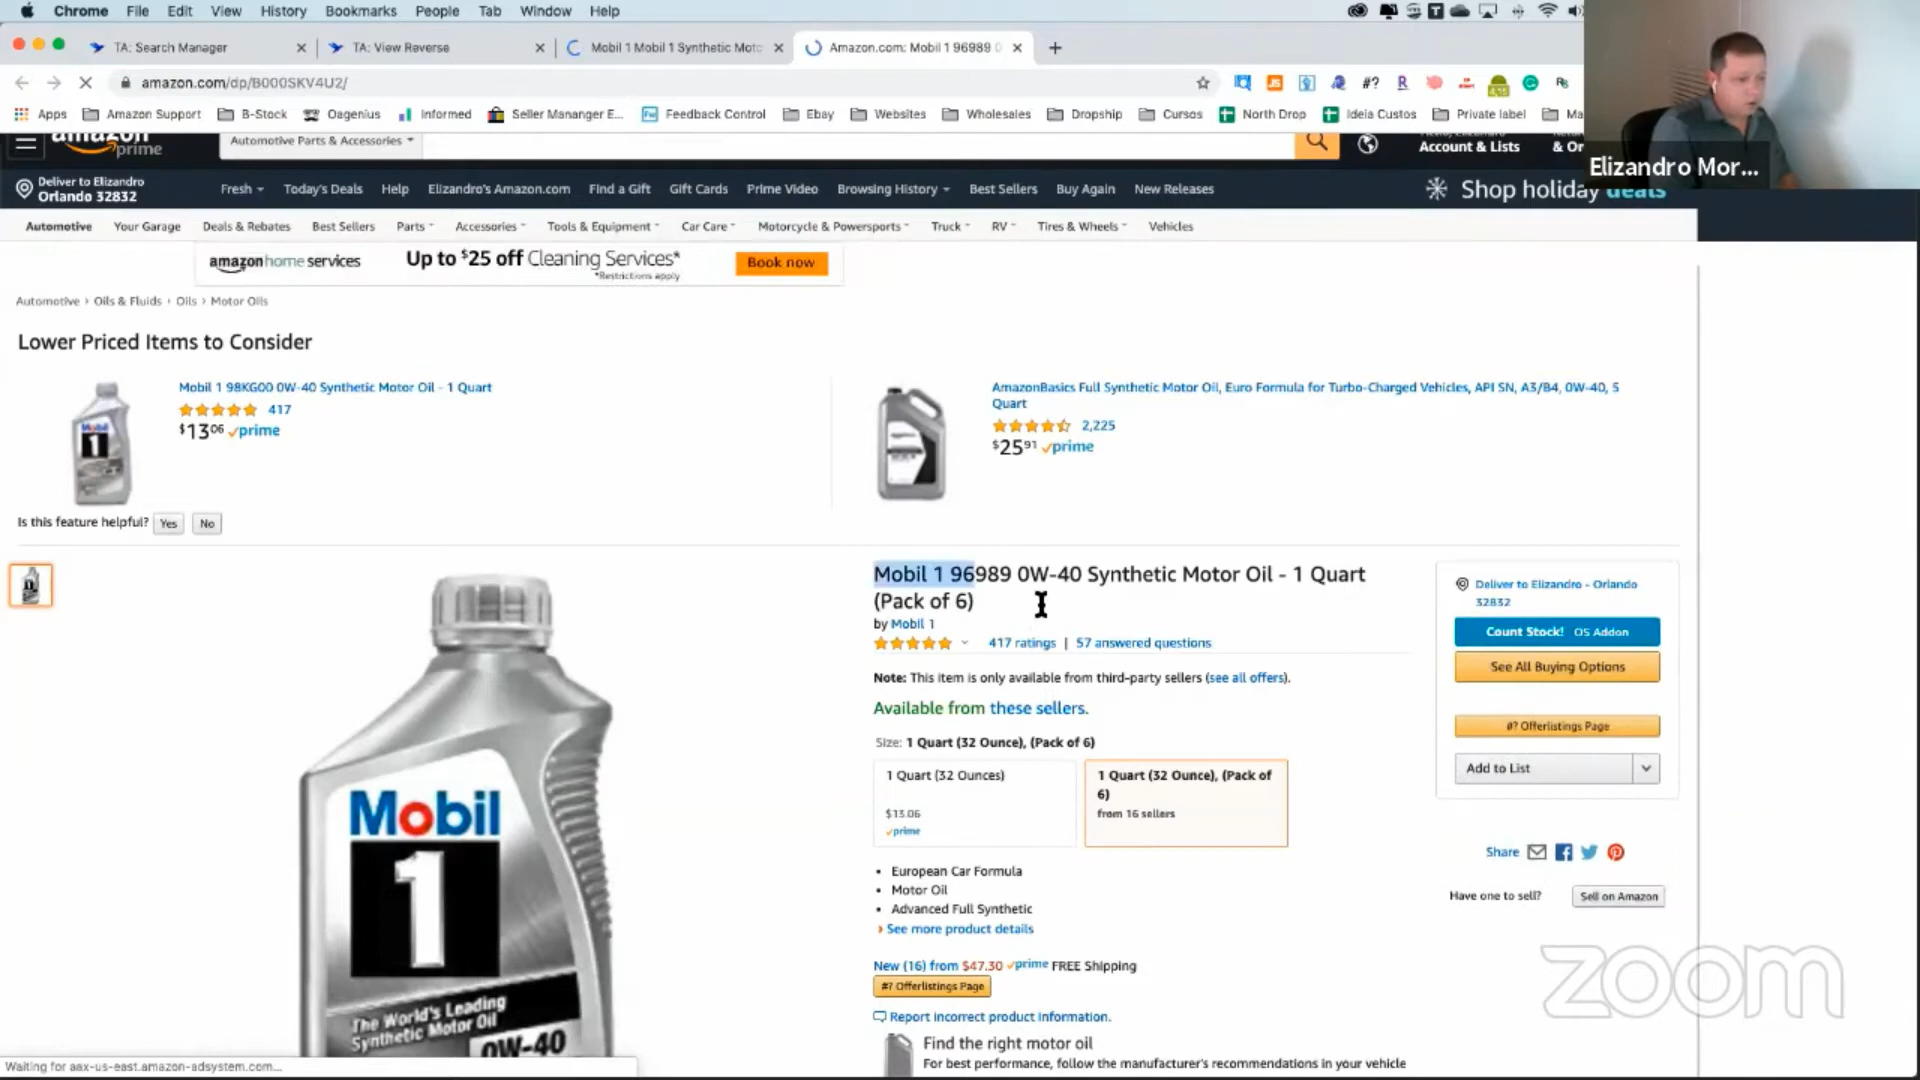 Chrome File Edit View History Bookmarks People Tab Window Help
TA: Search Manager
TA: View Reverse
Mobil 1 Mobil 1 Synthetic Moto
Amazon.com: Mobil 1 96989 0
amazon.com/dp/B000SKV4U2/
Apps Amazon Support B-Stock Oagenius Informed Seller Mananger E... Feedback Control Ebay Websites Wholesales Dropship Cursos North Drop Ideia Custos Private label Ma
amazon prime
Automotive Parts & Accessories
Account & Lists
& Or
Elizandro Mor...
Deliver to Elizandro
Orlando 32832
Fresh Today's Deals Help Elizandro's Amazon.com Find a Gift Gift Cards Prime Video Browsing History Best Sellers Buy Again New Releases
Shop holiday deals
Automotive Your Garage Deals & Rebates Best Sellers Parts Accessories Tools & Equipment Car Care Motorcycle & Powersports Truck RV Tires & Wheels Vehicles
amazon home services Up to $25 off Cleaning Services* Book now
*Restrictions apply
Automotive › Oils & Fluids › Oils › Motor Oils
Lower Priced Items to Consider
Mobil 1 98KG00 0W-40 Synthetic Motor Oil - 1 Quart
417
$13.06 prime
AmazonBasics Full Synthetic Motor Oil, Euro Formula for Turbo-Charged Vehicles, API SN, A3/B4, 0W-40, 5
Quart
2,225
$25.91 prime
Is this feature helpful? Yes No
Mobil 1 96989 0W-40 Synthetic Motor Oil - 1 Quart
(Pack of 6)
by Mobil 1
417 ratings | 57 answered questions
Note: This item is only available from third-party sellers (see all offers).
Available from these sellers.
Size: 1 Quart (32 Ounce), (Pack of 6)
1 Quart (32 Ounces)
$13.06
prime
1 Quart (32 Ounce), (Pack of
6)
from 16 sellers
• European Car Formula
• Motor Oil
• Advanced Full Synthetic
› See more product details
New (16) from $47.30 prime FREE Shipping
#? Offerlistings Page
Report incorrect product information.
Find the right motor oil
For best performance, follow the manufacturer's recommendations in your vehicle
Deliver to Elizandro - Orlando
32832
Count Stock! OS Addon
See All Buying Options
#? Offerlistings Page
Add to List
Share
Have one to sell? Sell on Amazon
Mobil
1
The World's Leading
Synthetic Motor Oil
0W-40
zoom
Waiting for aax-us-east.amazon-adsystem.com...